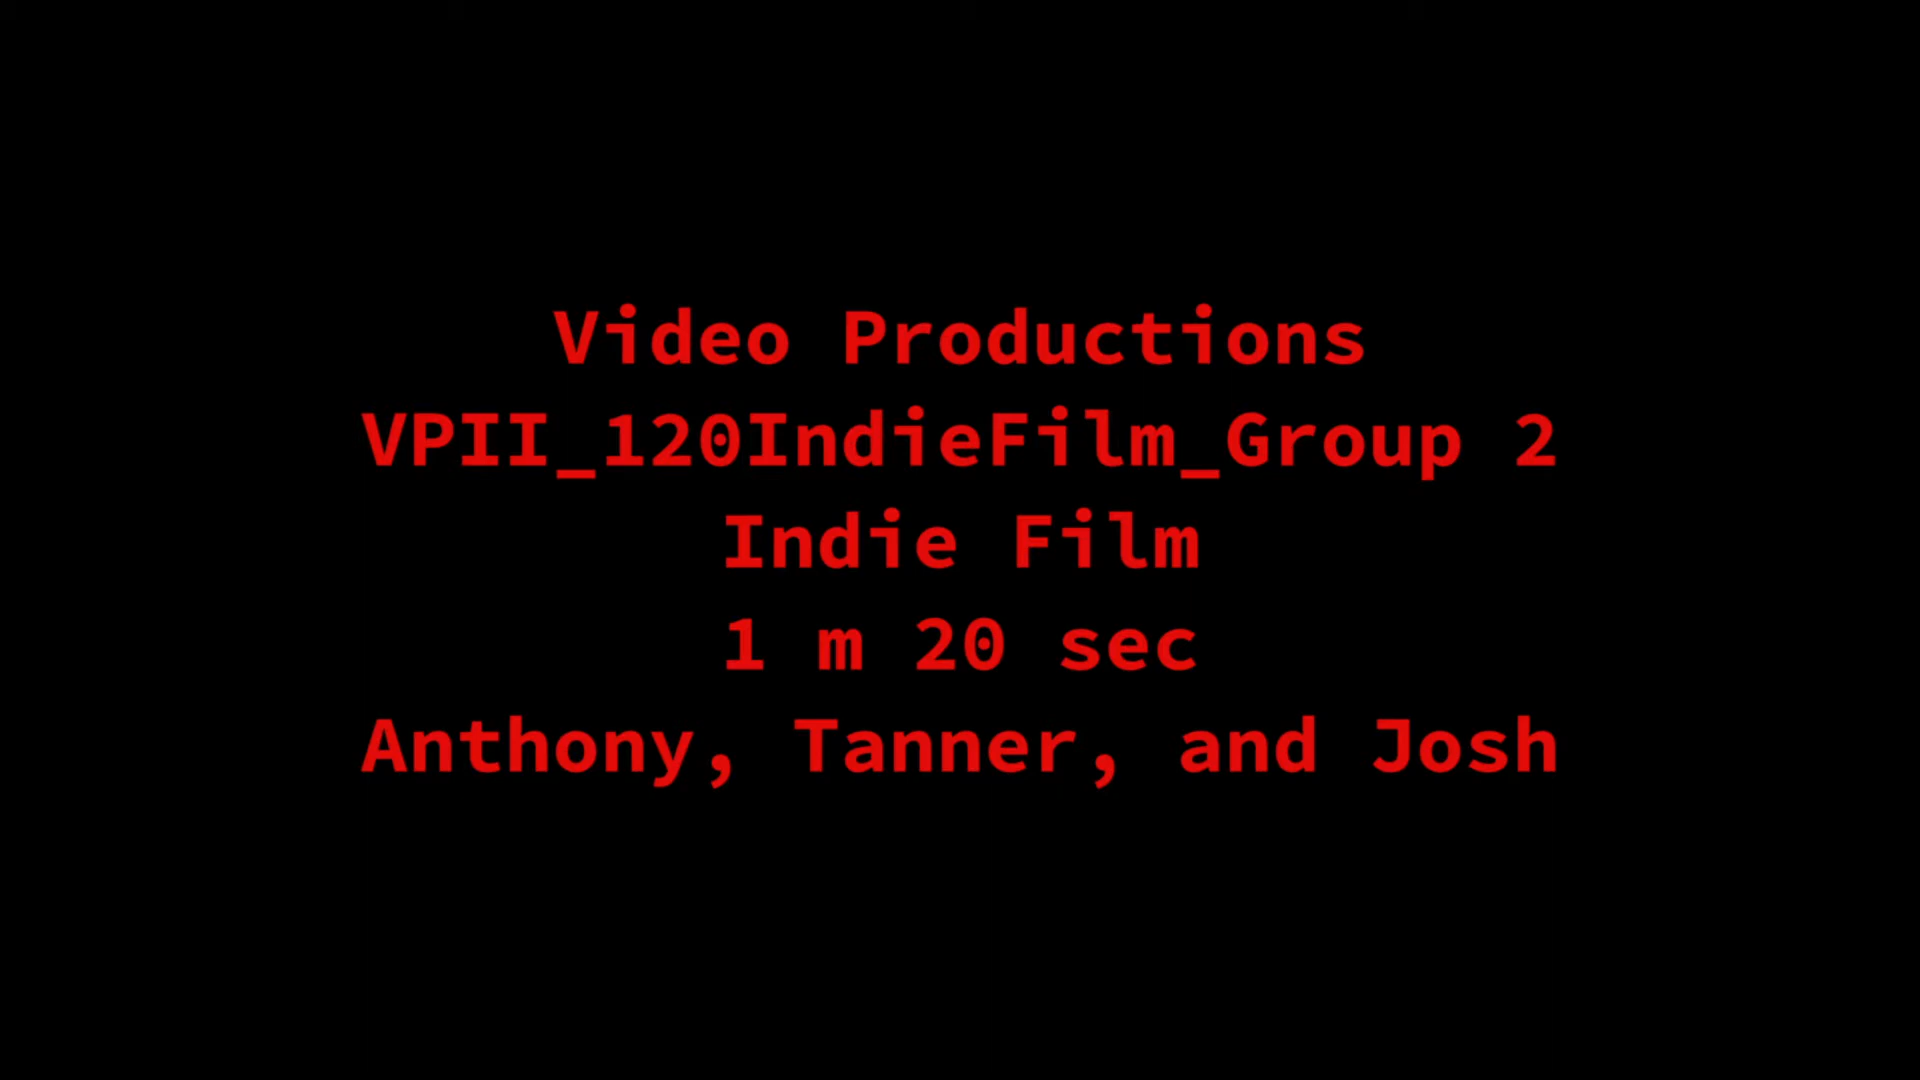 Video Productions
VPII_120IndieFilm_Group 2
Indie Film
1 m 20 sec
Anthony, Tanner, and Josh